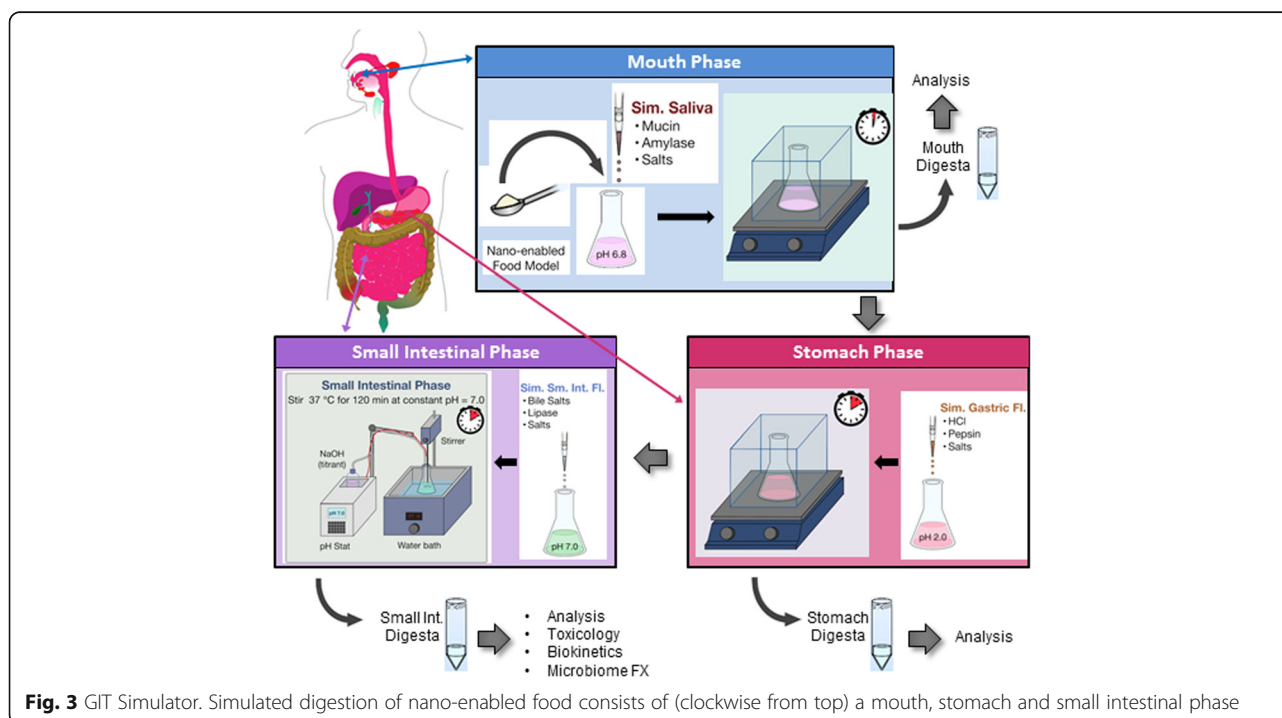 Mouth Phase
Sim. Saliva
• Mucin
• Amylase
• Salts
Nano-enabled
Food Model
pH 6.8
Analysis
Mouth
Digesta
Stomach Phase
Sim. Gastric Fl.
• HCl
• Pepsin
• Salts
pH 2.0
Stomach
Digesta
Analysis
Small Intestinal Phase
Small Intestinal Phase
Stir 37 °C for 120 min at constant pH = 7.0
NaOH
(titrant)
Stirrer
pH 7.0
pH Stat
Water bath
Sim. Sm. Int. Fl.
• Bile Salts
• Lipase
• Salts
pH 7.0
Small Int.
Digesta
• Analysis
• Toxicology
• Biokinetics
• Microbiome FX
Fig. 3 GIT Simulator. Simulated digestion of nano-enabled food consists of (clockwise from top) a mouth, stomach and small intestinal phase